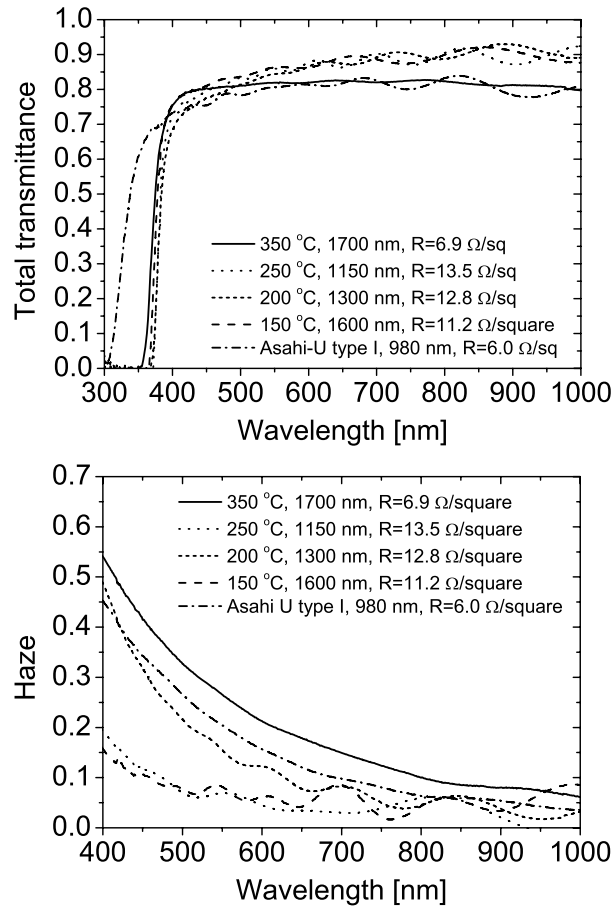 1.0
0.9
0.8
0.7
0.6
0.5
0.4
0.3
0.2
0.1
0.0
Total transmittance
350 °C, 1700 nm, R=6.9 Ω/sq
250 °C, 1150 nm, R=13.5 Ω/sq
200 °C, 1300 nm, R=12.8 Ω/sq
150 °C, 1600 nm, R=11.2 Ω/square
Asahi-U type I, 980 nm, R=6.0 Ω/sq
300 400 500 600 700 800 900 1000
Wavelength [nm]
0.7
0.6
0.5
0.4
0.3
0.2
0.1
0.0
Haze
350 °C, 1700 nm, R=6.9 Ω/square
250 °C, 1150 nm, R=13.5 Ω/square
200 °C, 1300 nm, R=12.8 Ω/square
150 °C, 1600 nm, R=11.2 Ω/square
Asahi U type I, 980 nm, R=6.0 Ω/square
400 500 600 700 800 900 1000
Wavelength [nm]